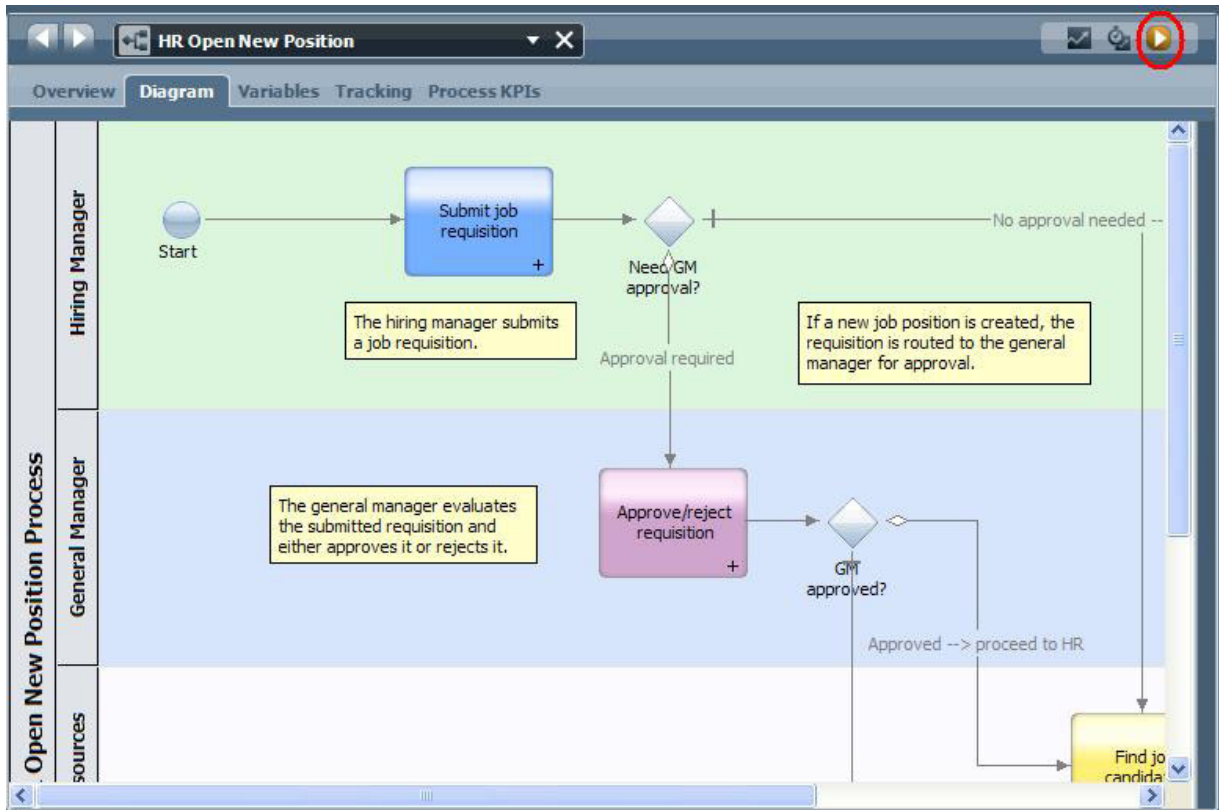 HR Open New Position
Overview Diagram Variables Tracking Process KPIs
Open New Position Process
Hiring Manager
Start
Submit job
requisition
+
Need GM
approval?
No approval needed --
The hiring manager submits
a job requisition.
If a new job position is created, the
requisition is routed to the general
manager for approval.
Approval required
General Manager
The general manager evaluates
the submitted requisition and
either approves it or rejects it.
Approve/reject
requisition
+
GM
approved?
Approved --> proceed to HR
sources
Find jo
candida